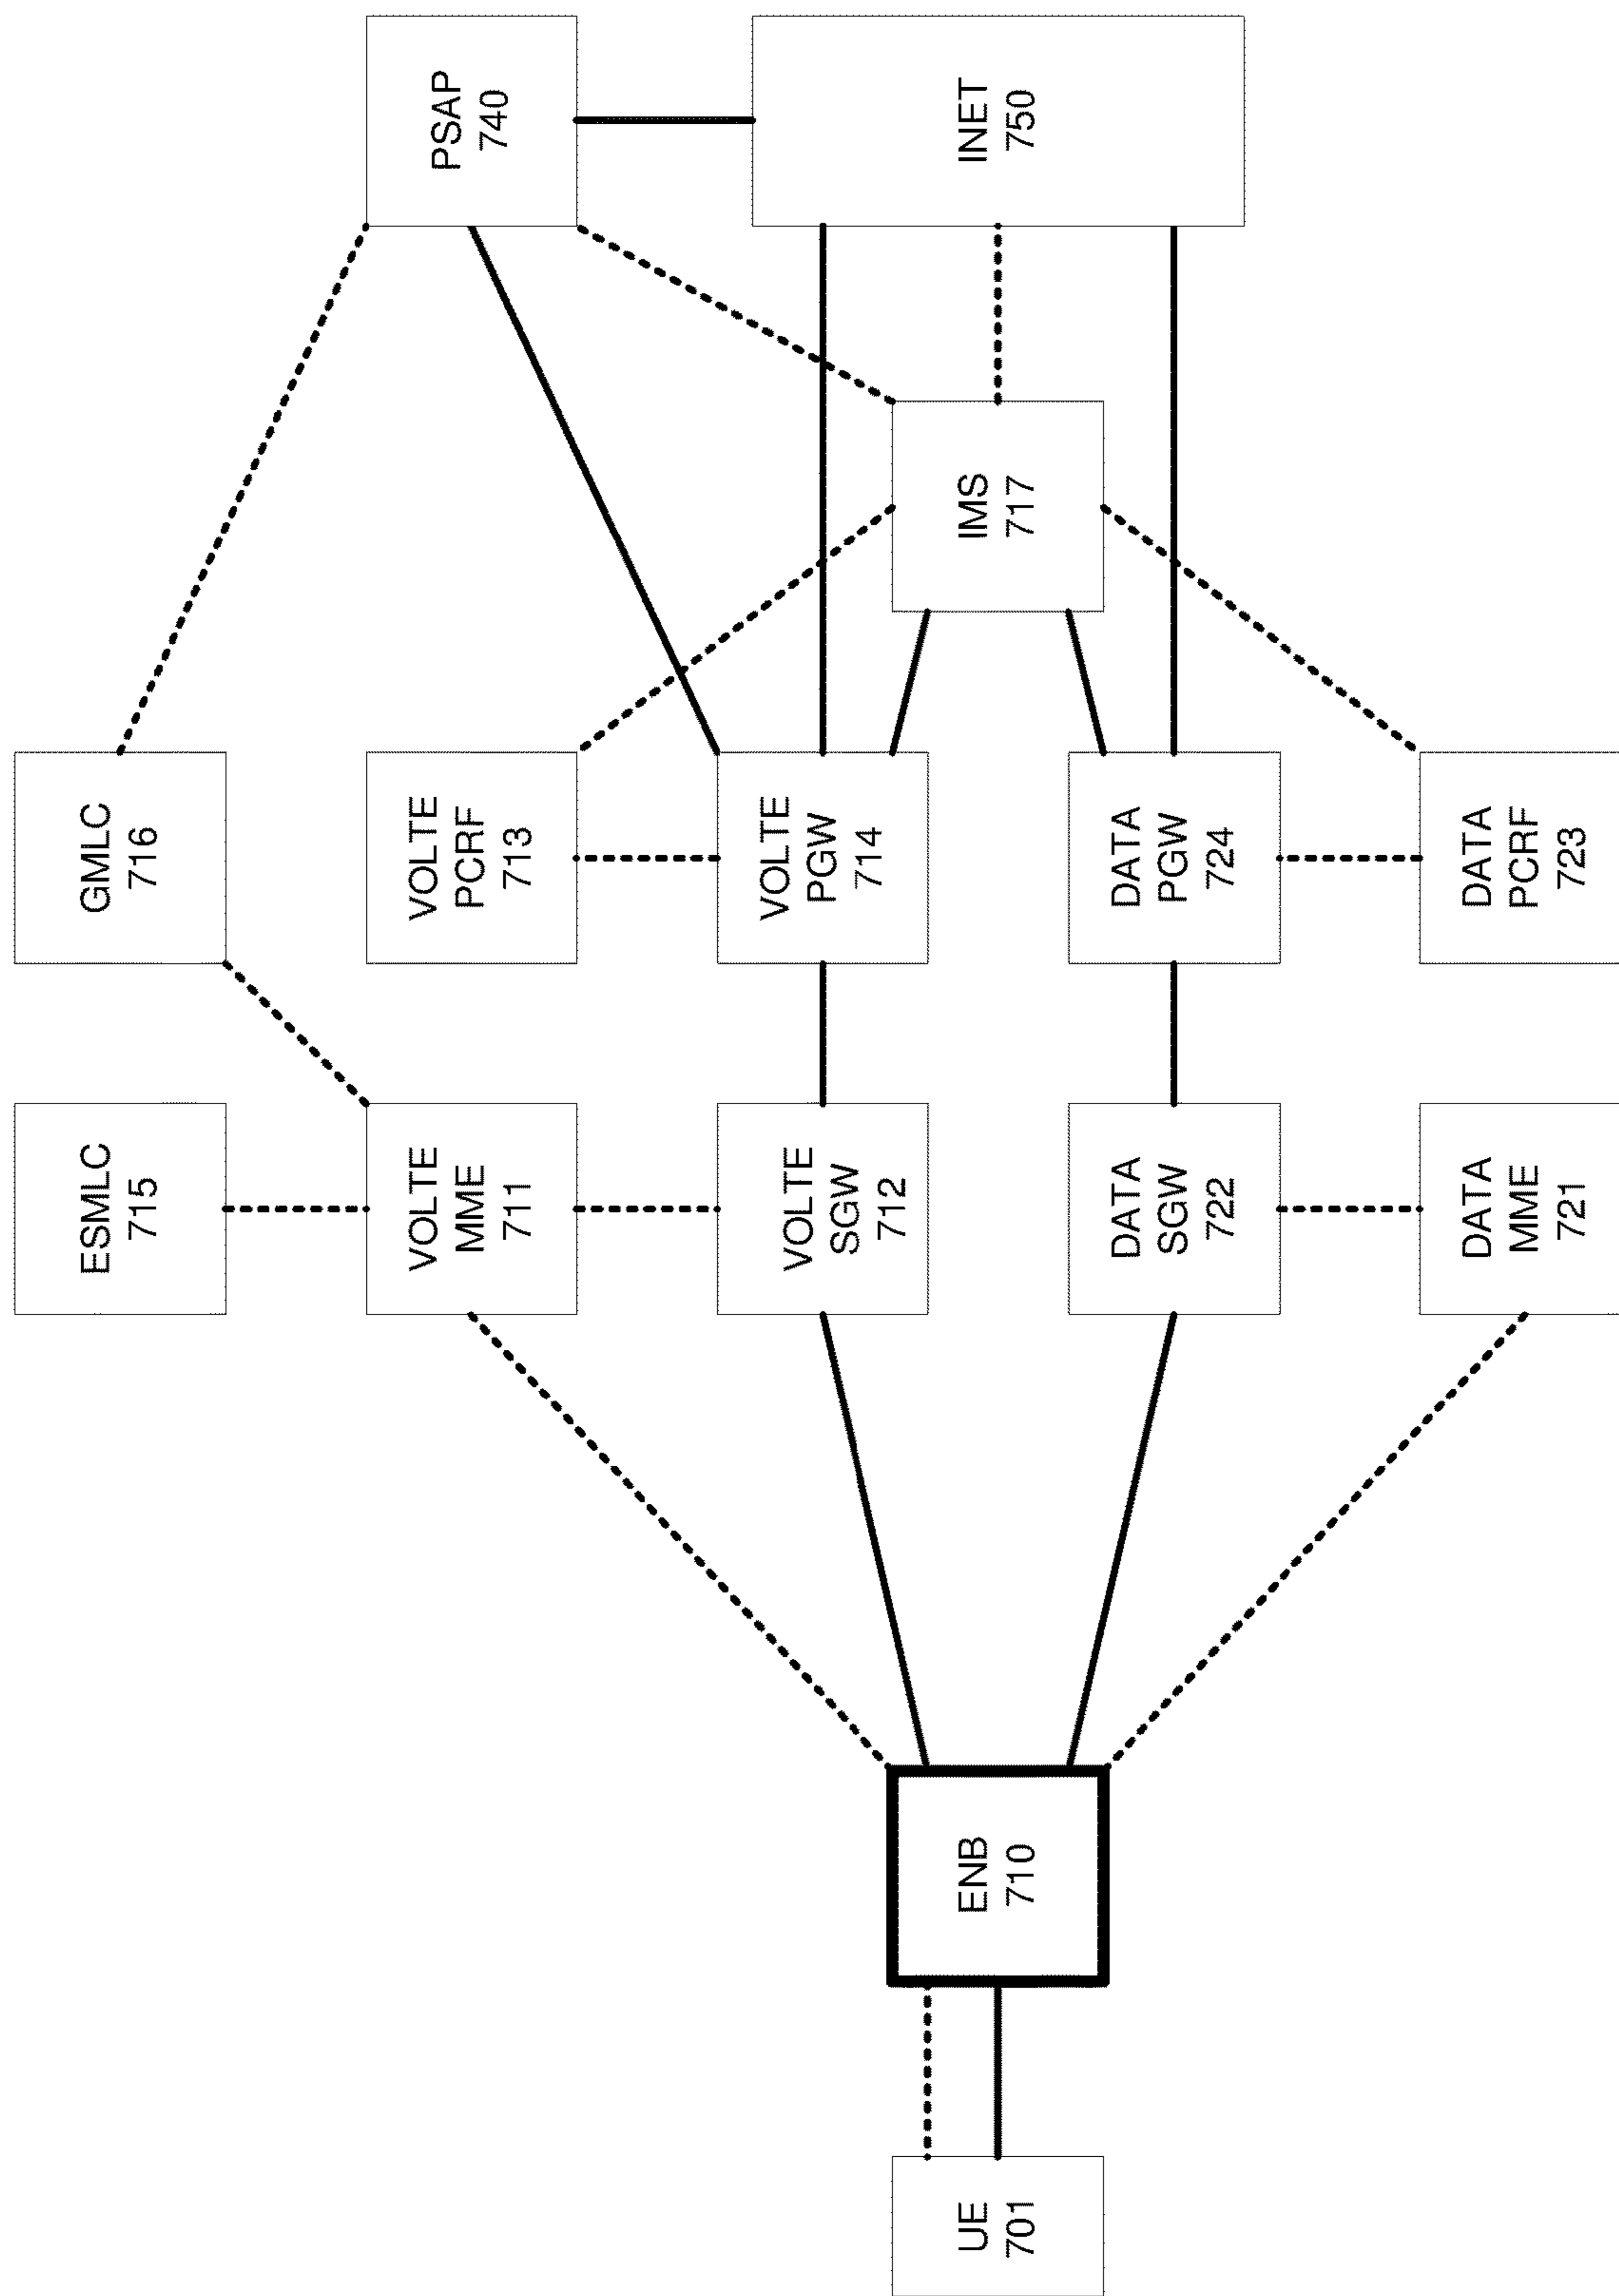 ESMLC
715
GMLC
716
VOLTE
MME
711
VOLTE
PCRF
713
PSAP
740
VOLTE
SGW
712
VOLTE
PGW
714
UE
701
ENB
710
IMS
717
INET
750
DATA
SGW
722
DATA
PGW
724
DATA
MME
721
DATA
PCRF
723